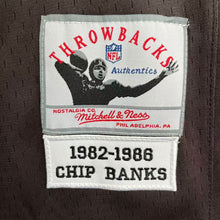 THROWBACKS
NFL
Authentics
NOSTALGIA CO.
Mitchell & Ness
PHILADELPHIA, PA.
1982-1986
CHIP BANKS